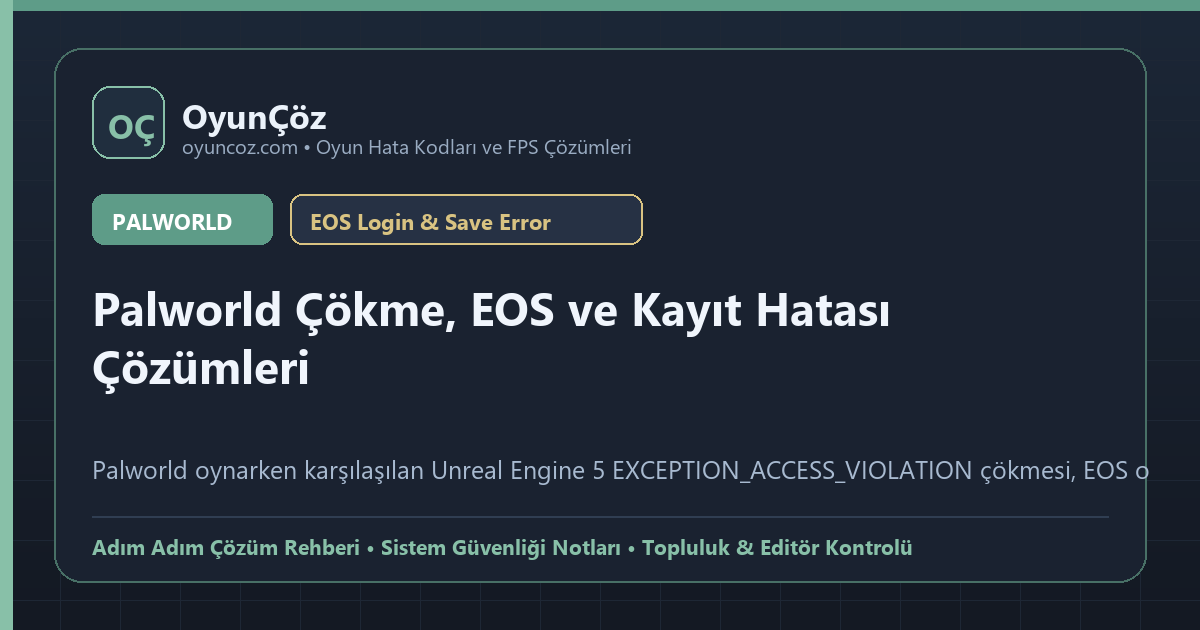 OÇ
OyunÇöz
oyuncoz.com • Oyun Hata Kodları ve FPS Çözümleri
PALWORLD
EOS Login & Save Error
Palworld Çökme, EOS ve Kayıt Hatası
Çözümleri
Palworld oynarken karşılaşılan Unreal Engine 5 EXCEPTION_ACCESS_VIOLATION çökmesi, EOS o
Adım Adım Çözüm Rehberi • Sistem Güvenliği Notları • Topluluk & Editör Kontrolü